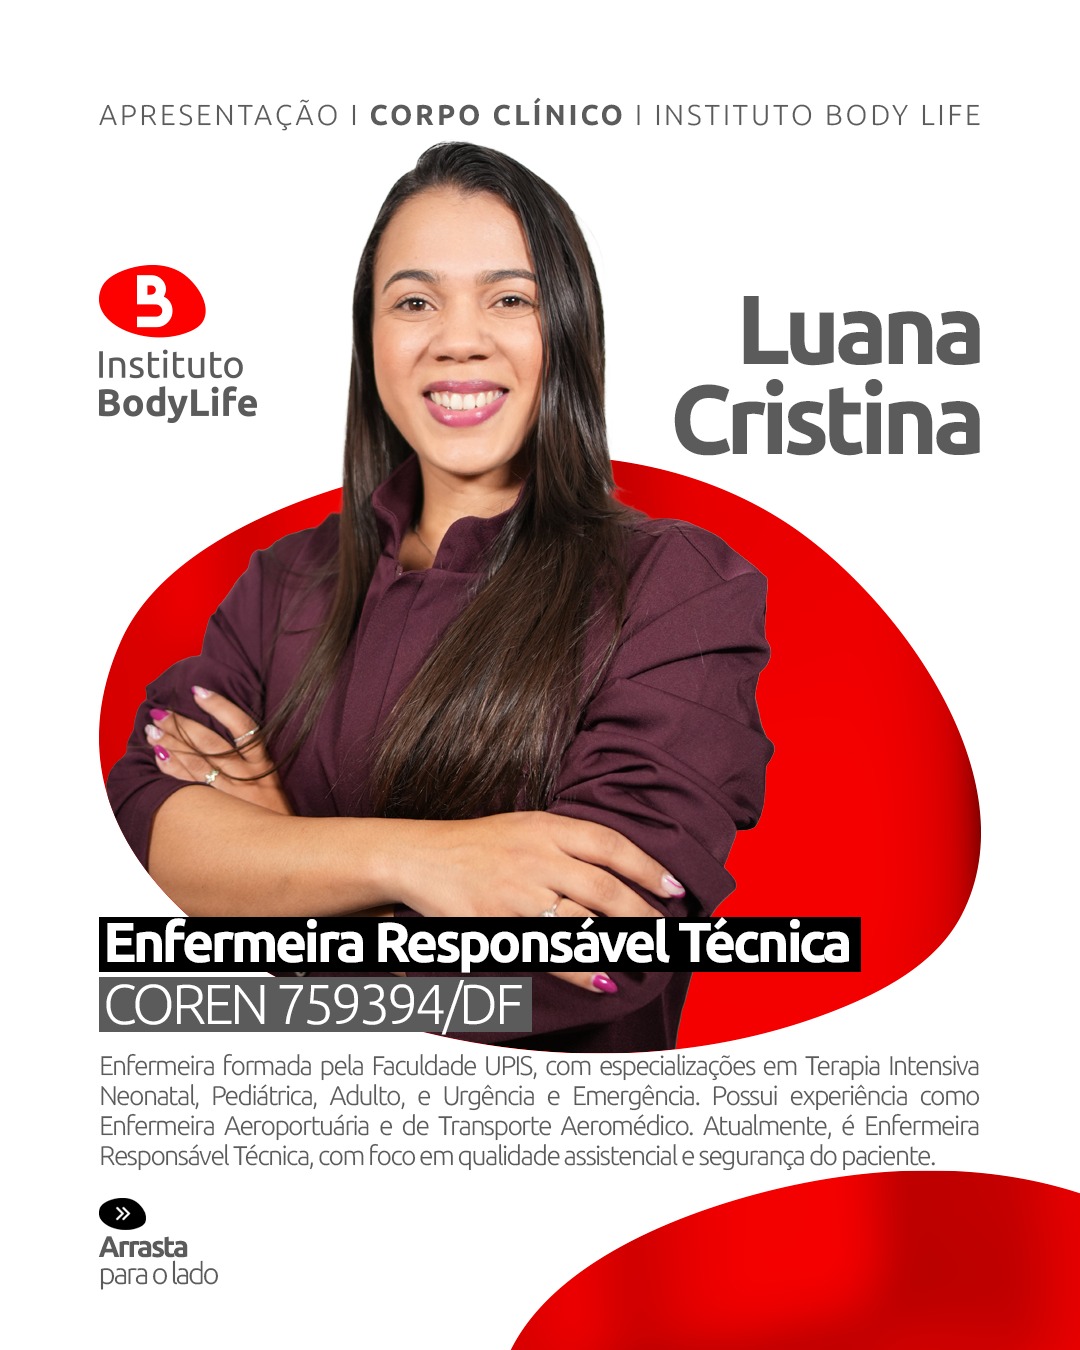 APRESENTAÇÃO | CORPO CLÍNICO | INSTITUTO BODY LIFE
B
Instituto
BodyLife
Luana
Cristina
Enfermeira Responsável Técnica
COREN 759394/DF
Enfermeira formada pela Faculdade UPIS, com especializações em Terapia Intensiva
Neonatal, Pediátrica, Adulto, e Urgência e Emergência. Possui experiência como
Enfermeira Aeroportuária e de Transporte Aeromédico. Atualmente, é Enfermeira
Responsável Técnica, com foco em qualidade assistencial e segurança do paciente.
Arrasta
para o lado